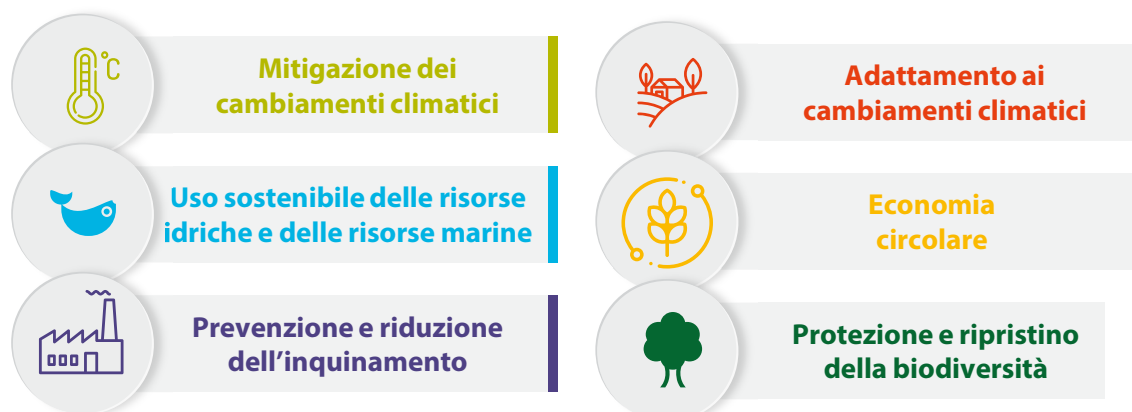 °C
Mitigazione dei
cambiamenti climatici
Adattamento ai
cambiamenti climatici
Uso sostenibile delle risorse
idriche e delle risorse marine
Economia
circolare
Prevenzione e riduzione
dell’inquinamento
Protezione e ripristino
della biodiversità